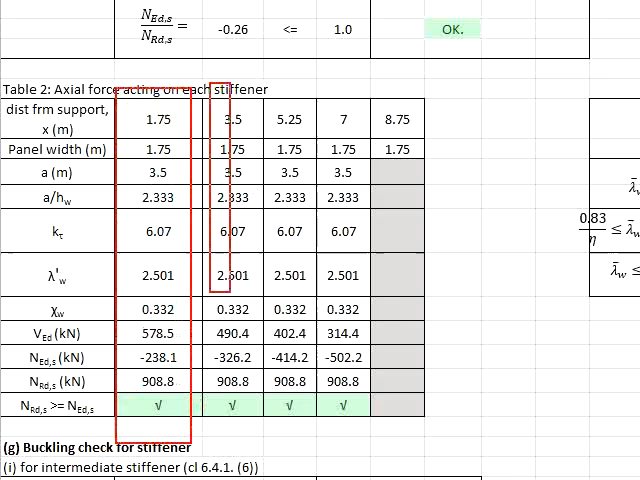 N_Ed,s / N_Rd,s = -0.26 <= 1.0 OK.
Table 2: Axial force acting on each stiffener
dist frm support, x (m) 1.75 3.5 5.25 7 8.75
Panel width (m) 1.75 1.75 1.75 1.75 1.75
a (m) 3.5 3.5 3.5 3.5
a/hw 2.333 2.333 2.333 2.333
kτ 6.07 6.07 6.07 6.07
λ'w 2.501 2.501 2.501 2.501
χw 0.332 0.332 0.332 0.332
VEd (kN) 578.5 490.4 402.4 314.4
NEd,s (kN) -238.1 -326.2 -414.2 -502.2
NRd,s (kN) 908.8 908.8 908.8 908.8
NRd,s >= NEd,s √ √ √ √
λ̄w
0.83 / η ≤ λ̄w
λ̄w ≤
(g) Buckling check for stiffener
(i) for intermediate stiffener (cl 6.4.1. (6))